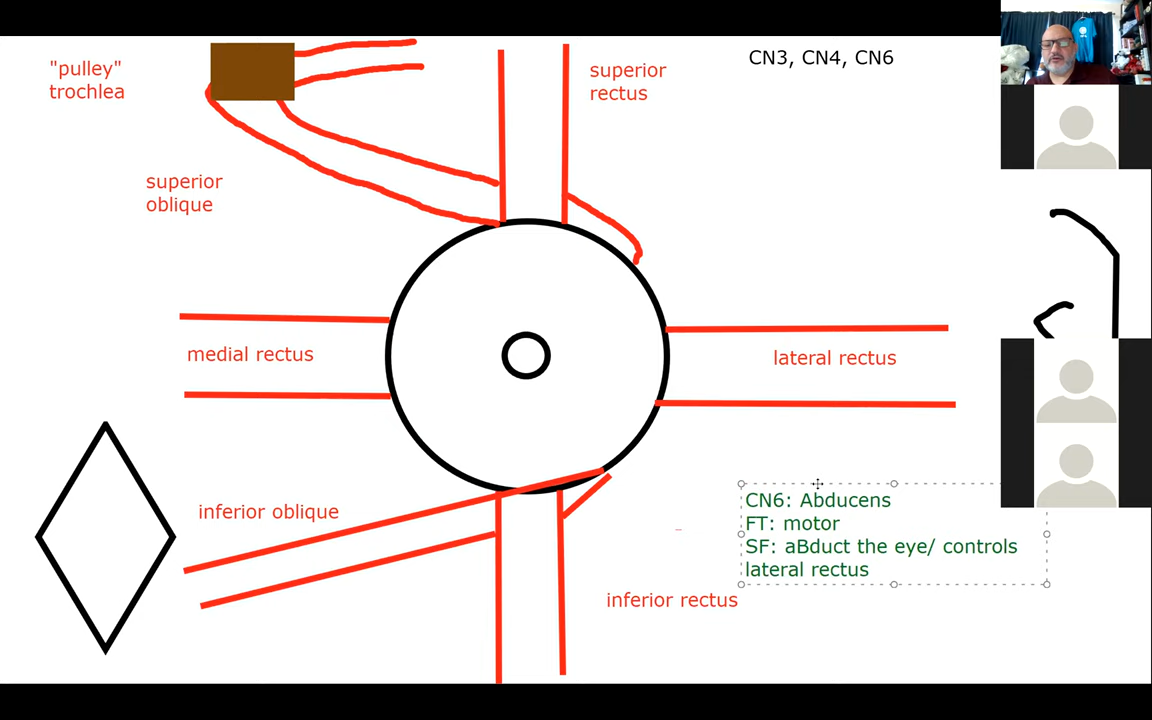 "pulley"
trochlea
superior
rectus
CN3, CN4, CN6
superior
oblique
medial rectus
lateral rectus
inferior oblique
CN6: Abducens
FT: motor
SF: aBduct the eye/ controls
lateral rectus
inferior rectus